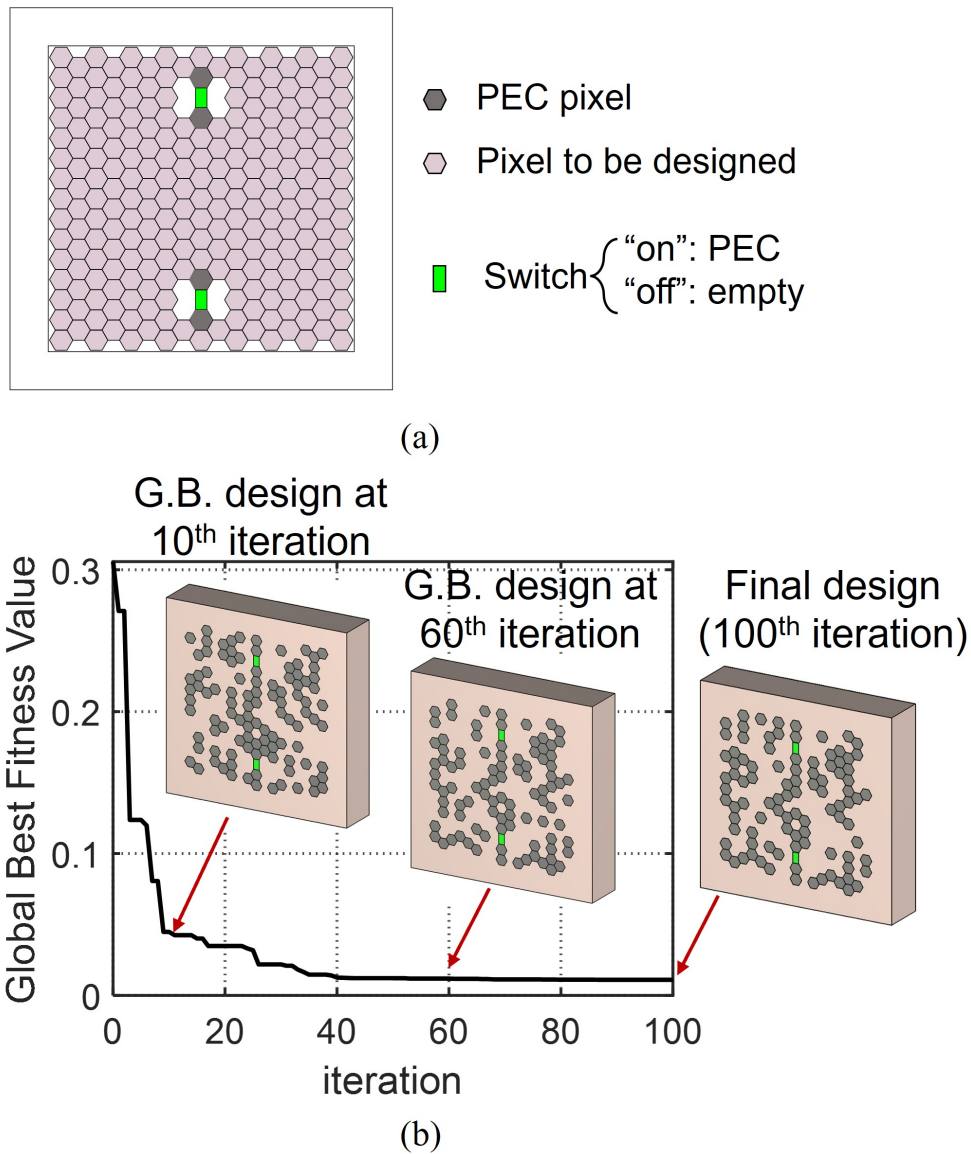 PEC pixel
Pixel to be designed
Switch
“on”: PEC
“off”: empty
(a)
G.B. design at
10th iteration
G.B. design at
60th iteration
Final design
(100th iteration)
Global Best Fitness Value
0.3
0.2
0.1
0
0 20 40 60 80 100
iteration
(b)